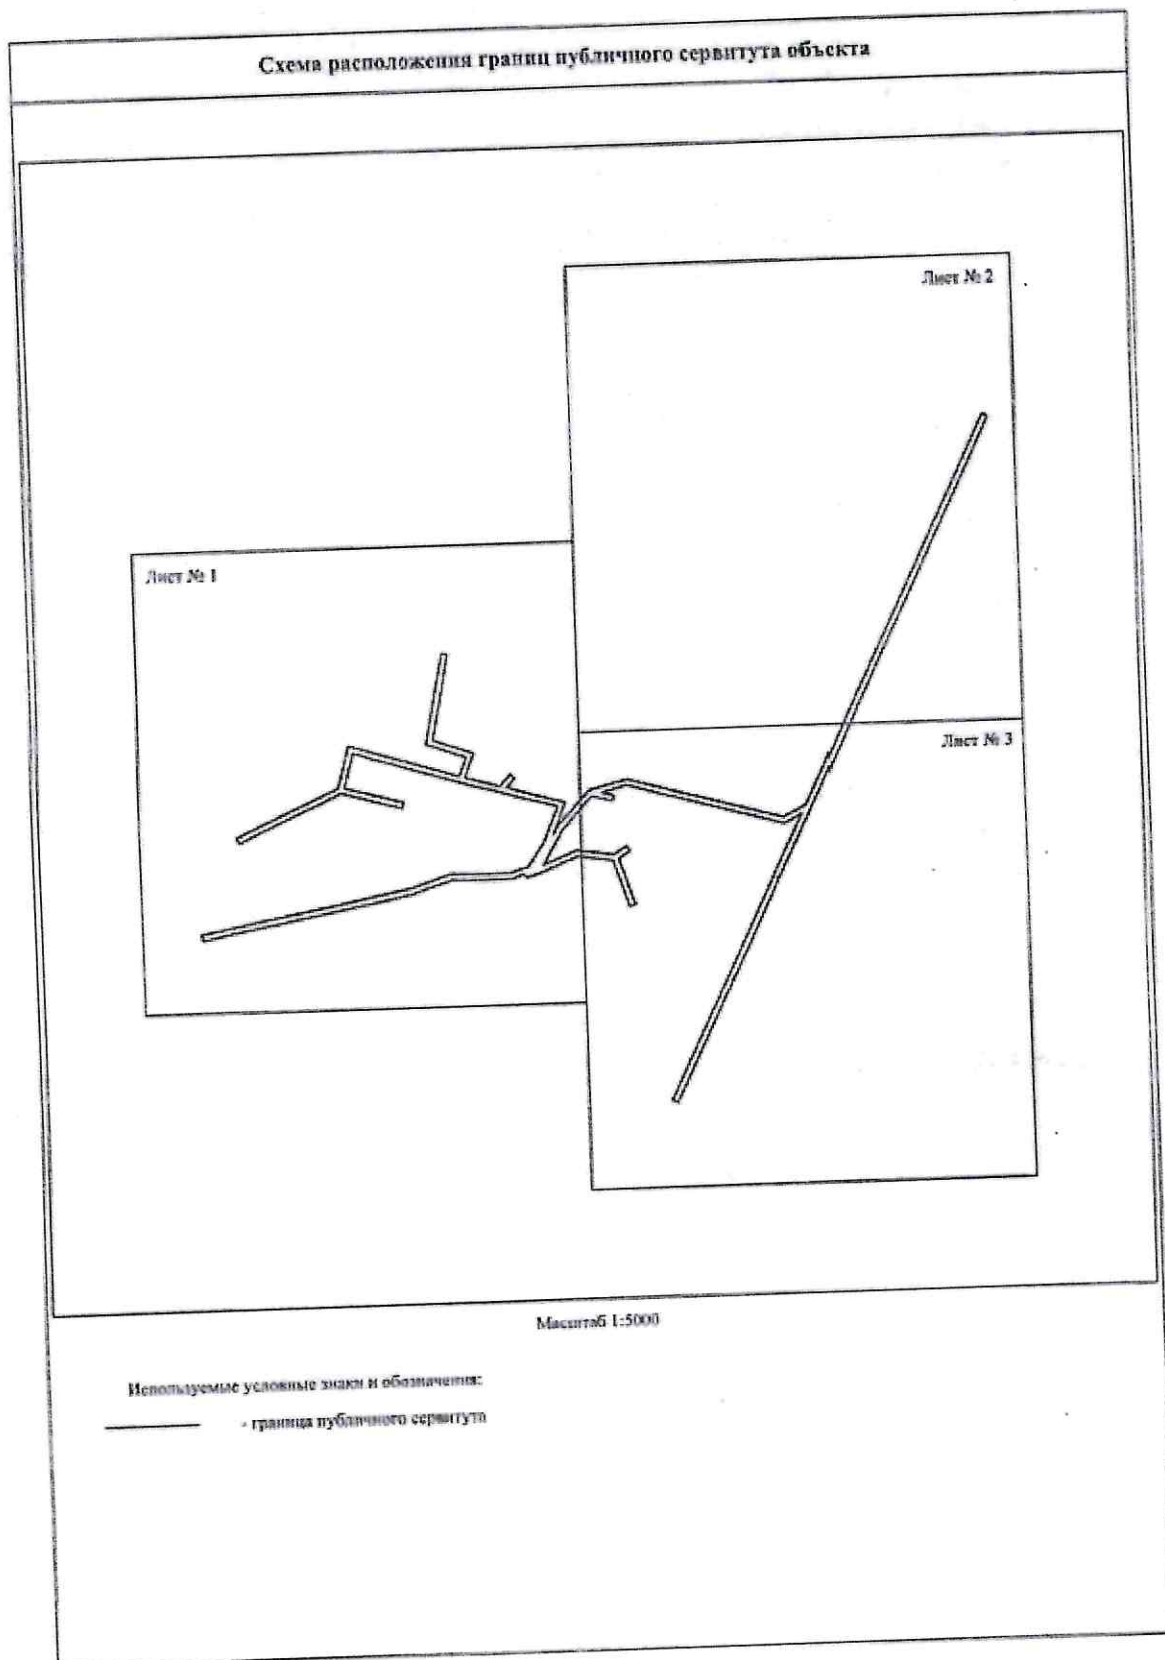 Схема расположения границ публичного сервитута объекта
Лист № 2
Лист № 1
Лист № 3
Масштаб 1:5000
Используемые условные знаки и обозначения:
- граница публичного сервитута